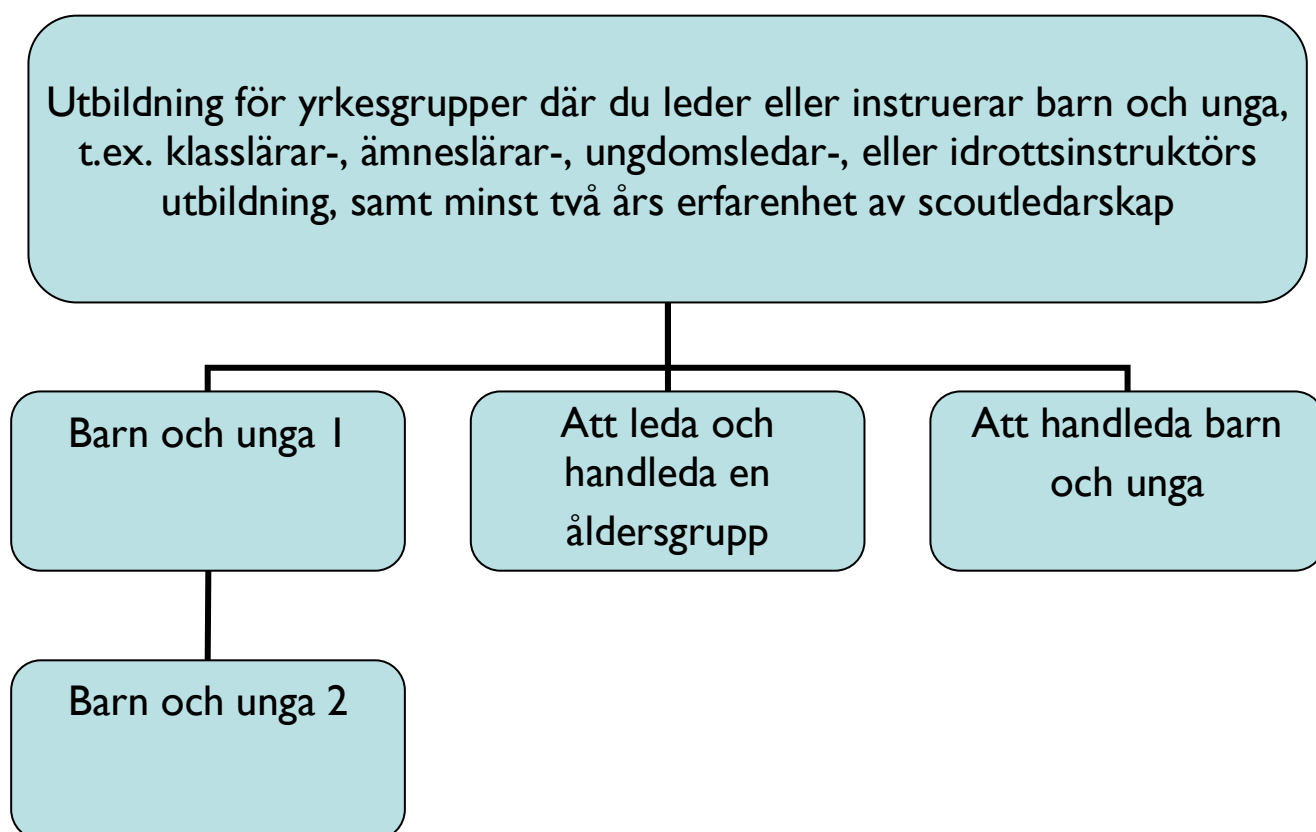 Utbildning för yrkesgrupper där du leder eller instruerar barn och unga,
t.ex. klasslärar-, ämneslärar-, ungdomsledar-, eller idrottsinstruktörs
utbildning, samt minst två års erfarenhet av scoutledarskap
Barn och unga 1
Att leda och
handleda en
åldersgrupp
Att handleda barn
och unga
Barn och unga 2